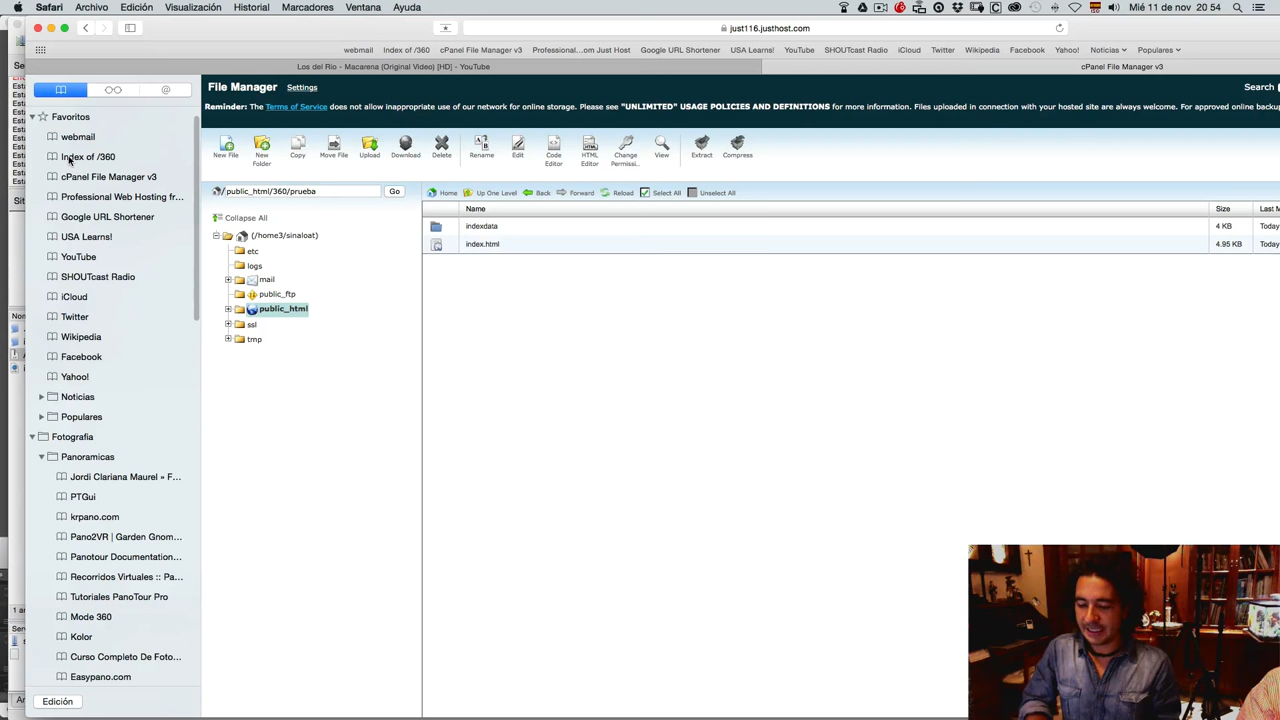 Safari Archivo Edición Visualización Historial Marcadores Ventana Ayuda
Mié 11 de nov 20:54
just116.justhost.com
webmail Index of /360 cPanel File Manager v3 Professional...om Just Host Google URL Shortener USA Learns! YouTube SHOUTcast Radio iCloud Twitter Wikipedia Facebook Yahoo! Noticias Populares
Los del Rio - Macarena (Original Video) [HD] - YouTube
cPanel File Manager v3
File Manager Settings
Search
Reminder: The Terms of Service does not allow inappropriate use of our network for online storage. Please see "UNLIMITED" USAGE POLICIES AND DEFINITIONS for more information. Files uploaded in connection with your hosted site are always welcome. For approved online backup
New File
New Folder
Copy
Move File
Upload
Download
Delete
Rename
Edit
Code Editor
HTML Editor
Change Permissi...
View
Extract
Compress
/public_html/360/prueba
Go
Home Up One Level Back Forward Reload Select All Unselect All
Name Size Last M
indexdata 4 KB Today
index.html 4.95 KB Today
Collapse All
(/home3/sinaloat)
etc
logs
mail
public_ftp
public_html
ssl
tmp
Favoritos
webmail
Index of /360
cPanel File Manager v3
Professional Web Hosting fr...
Google URL Shortener
USA Learns!
YouTube
SHOUTcast Radio
iCloud
Twitter
Wikipedia
Facebook
Yahoo!
Noticias
Populares
Fotografia
Panoramicas
Jordi Clariana Maurel » F...
PTGui
krpano.com
Pano2VR | Garden Gnom...
Panotour Documentation...
Recorridos Virtuales :: Pa...
Tutoriales PanoTour Pro
Mode 360
Kolor
Curso Completo De Foto...
Easypano.com
Edición